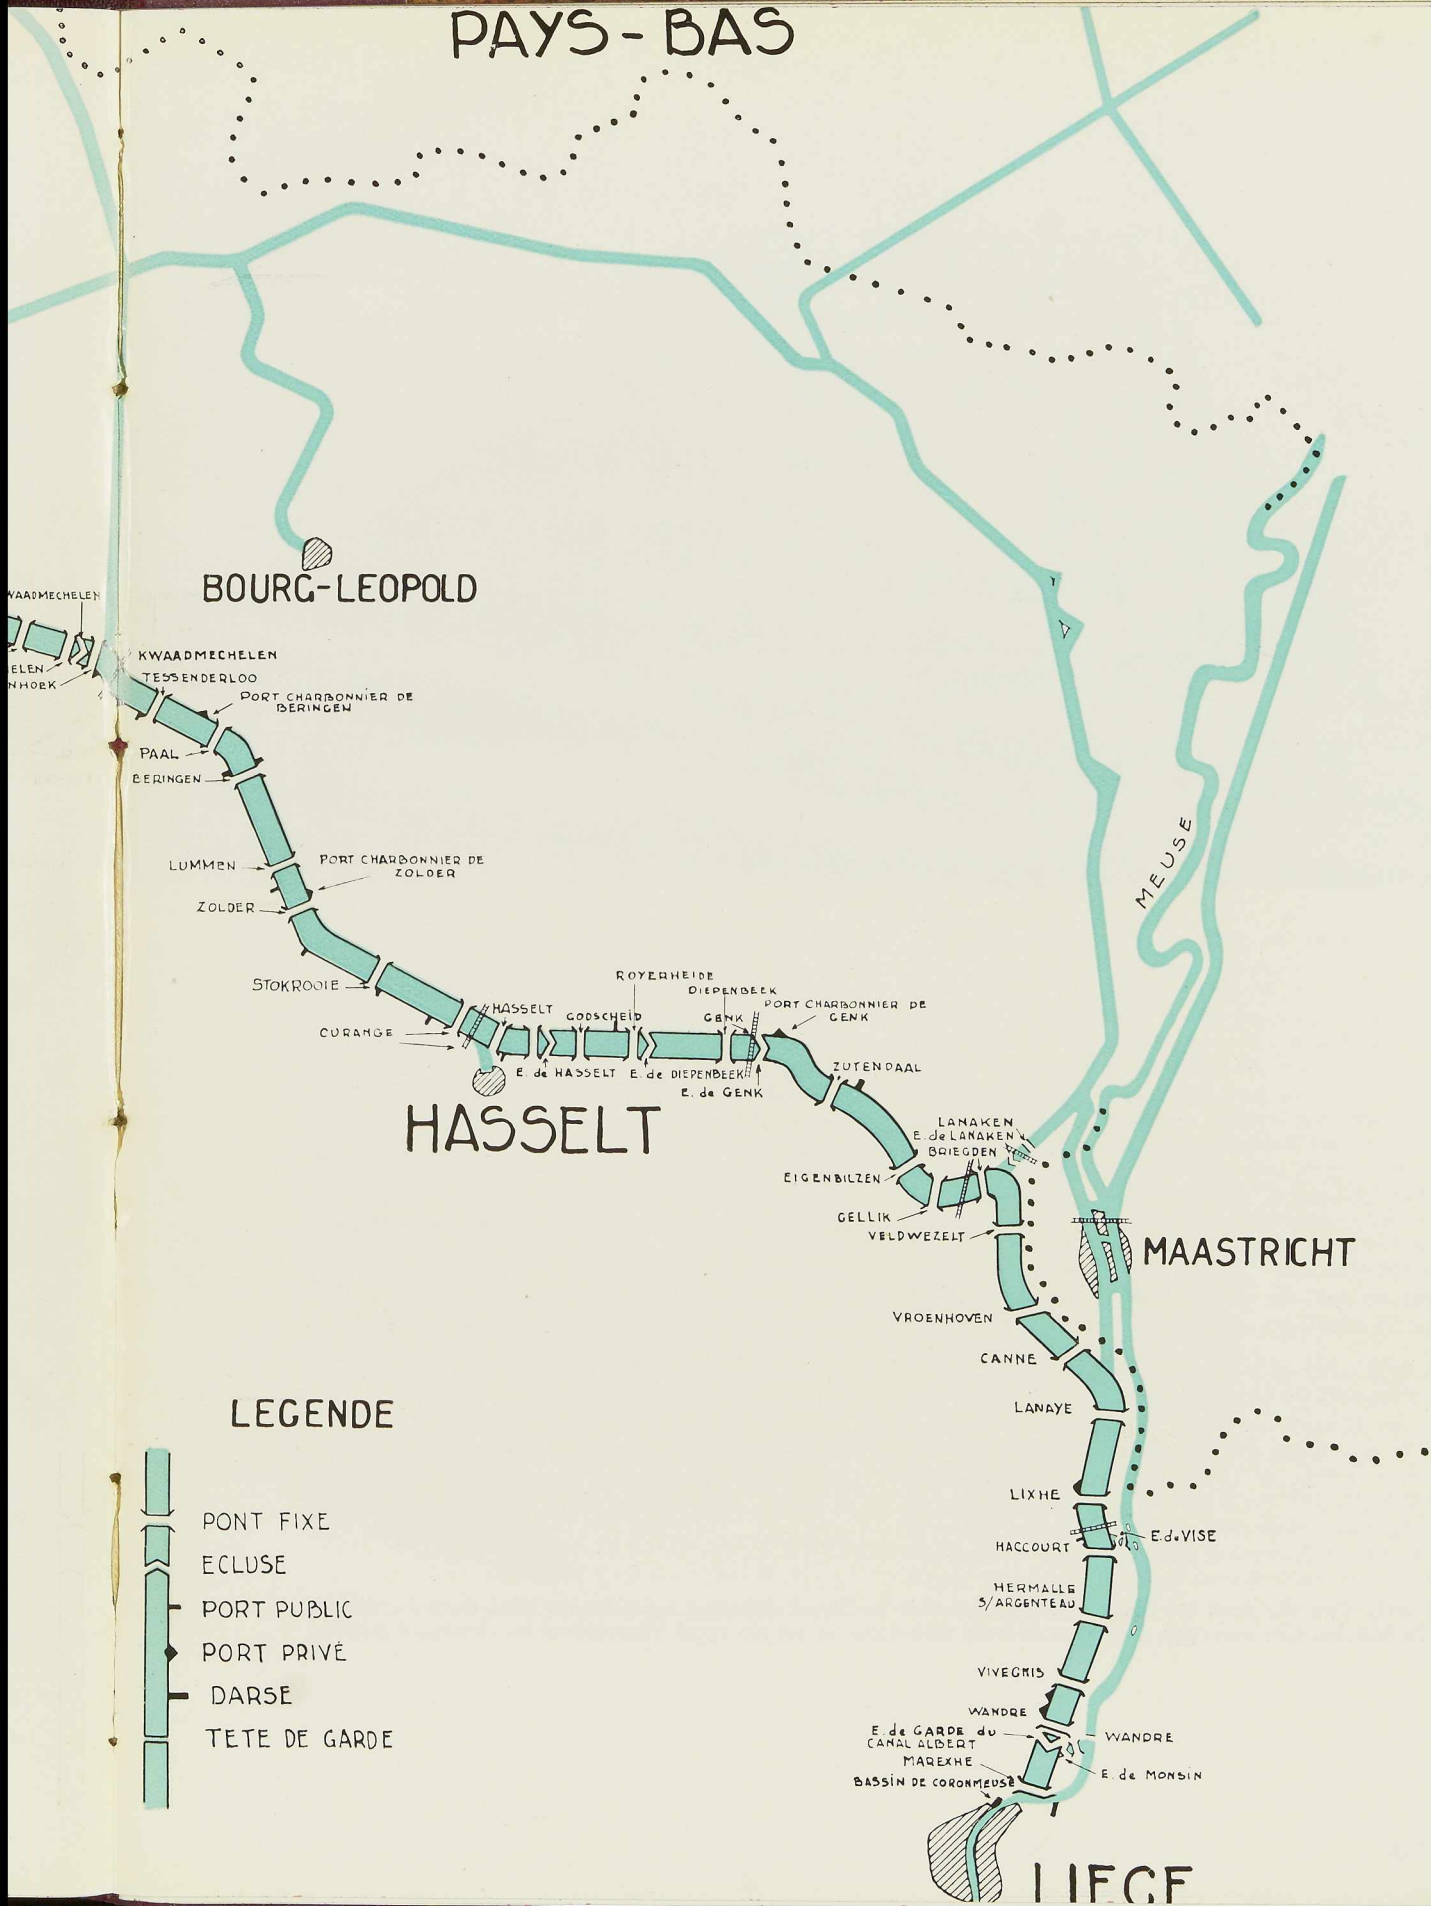 PAYS-BAS
BOURG-LEOPOLD
WAADMECHELEN
KWAADMECHELEN
ELEN
TESSENDERLOO
NHOEK
PORT CHARBONNIER DE
BERINGEN
PAAL
BERINGEN
MEUSE
LUMMEN
PORT CHARBONNIER DE
ZOLDER
ZOLDER
STOKROOIE
ROYERHEIDE
DIEPENBEEK
HASSELT
GODSCHEID
GENK
PORT CHARBONNIER DE
GENK
CURANGE
E. de HASSELT
E. de DIEPENBEEK
E. de GENK
ZUTENDAAL
HASSELT
LANAKEN
E. de LANAKEN
BRIEGDEN
EIGENBILZEN
GELLIK
VELDWEZELT
MAASTRICHT
VROENHOVEN
CANNE
LANAYE
LIXHE
HACCOURT
E. de VISE
HERMALLE
S/ARGENTEAU
VIVEGNIS
WANDRE
E. de GARDE du
CANAL ALBERT
WANDRE
MAREXHE
E. de MONSIN
BASSIN DE CORONMEUSE
LIEGE
LEGENDE
PONT FIXE
ECLUSE
PORT PUBLIC
PORT PRIVÉ
DARSE
TETE DE GARDE